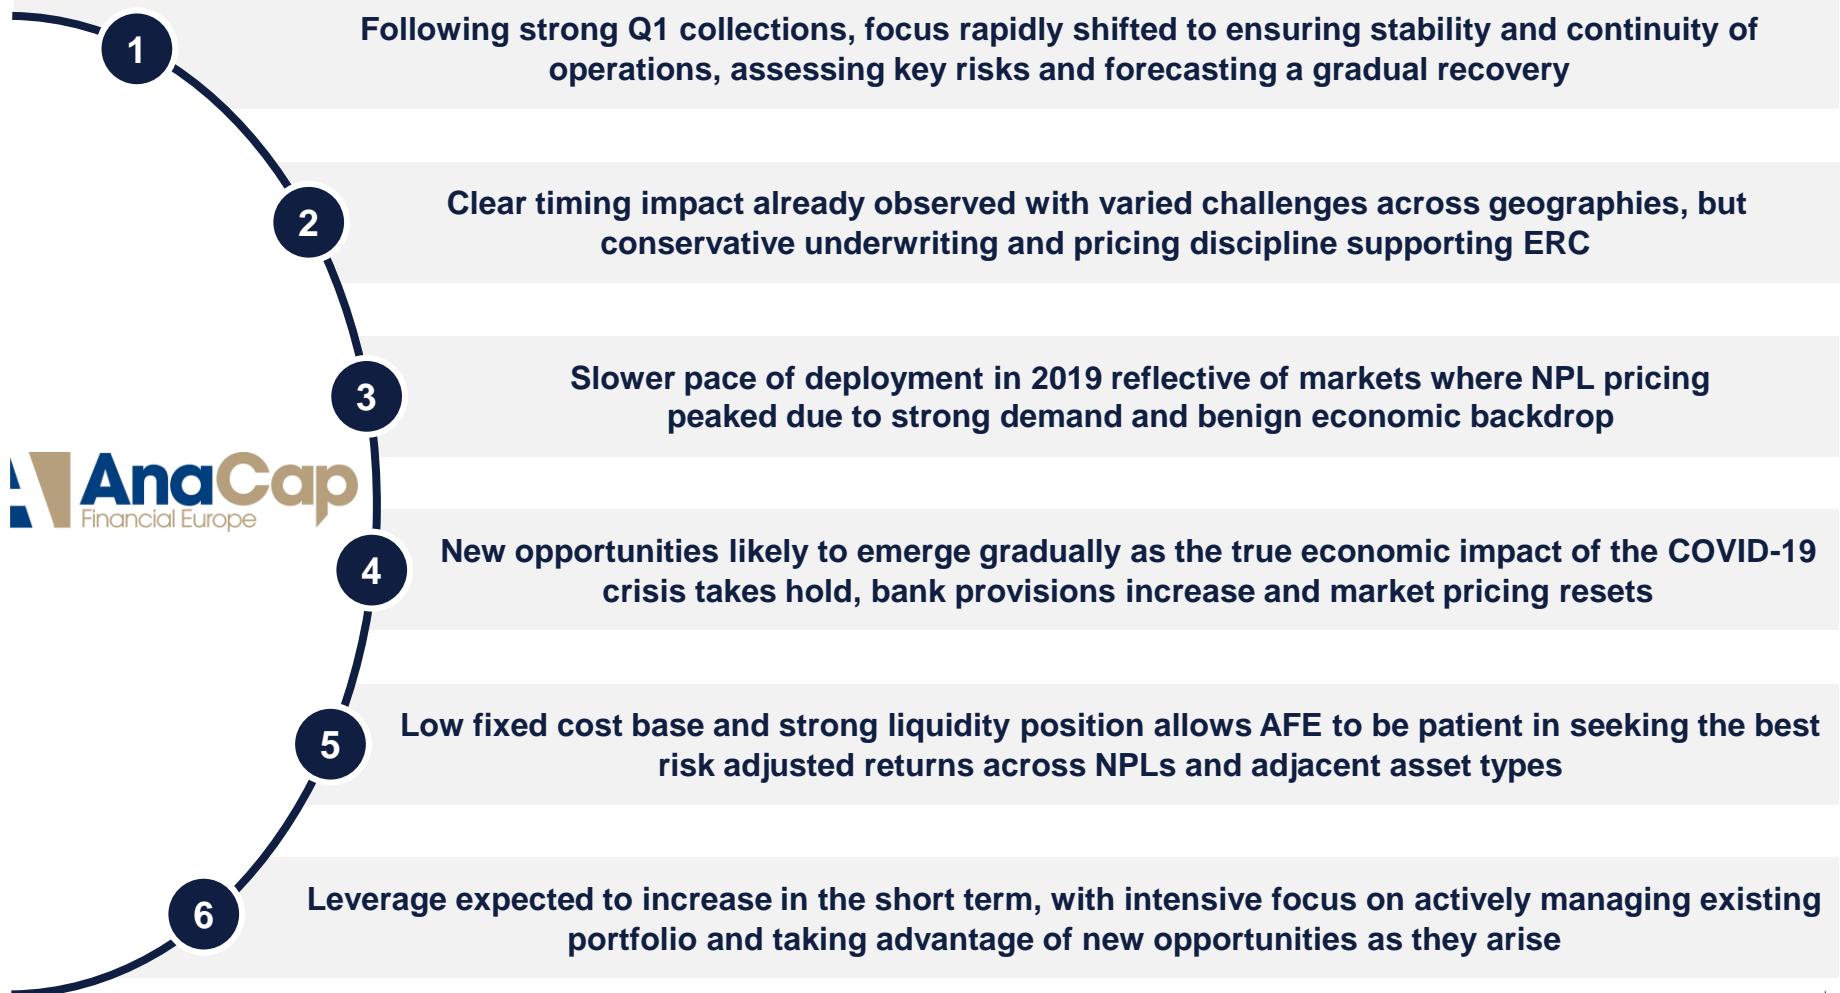 1
Following strong Q1 collections, focus rapidly shifted to ensuring stability and continuity of
operations, assessing key risks and forecasting a gradual recovery
2
Clear timing impact already observed with varied challenges across geographies, but
conservative underwriting and pricing discipline supporting ERC
3
Slower pace of deployment in 2019 reflective of markets where NPL pricing
peaked due to strong demand and benign economic backdrop
AnaCap
Financial Europe
4
New opportunities likely to emerge gradually as the true economic impact of the COVID-19
crisis takes hold, bank provisions increase and market pricing resets
5
Low fixed cost base and strong liquidity position allows AFE to be patient in seeking the best
risk adjusted returns across NPLs and adjacent asset types
6
Leverage expected to increase in the short term, with intensive focus on actively managing existing
portfolio and taking advantage of new opportunities as they arise